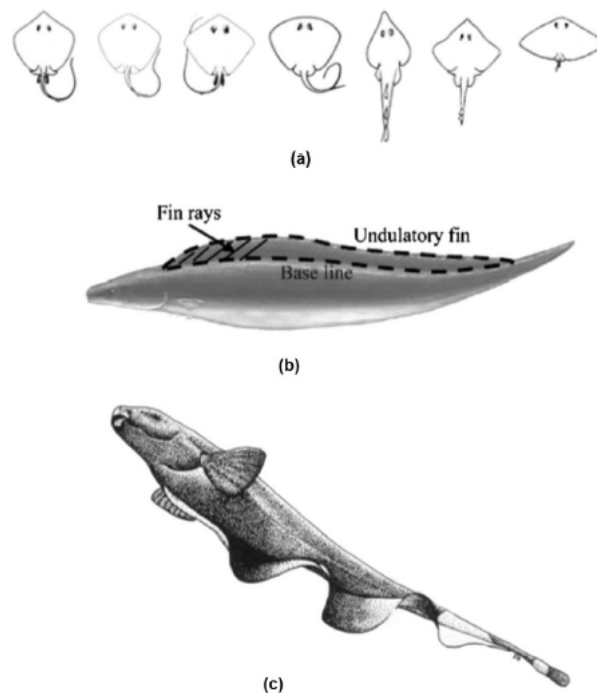 (a)
Fin rays
Undulatory fin
Base line
(b)
(c)